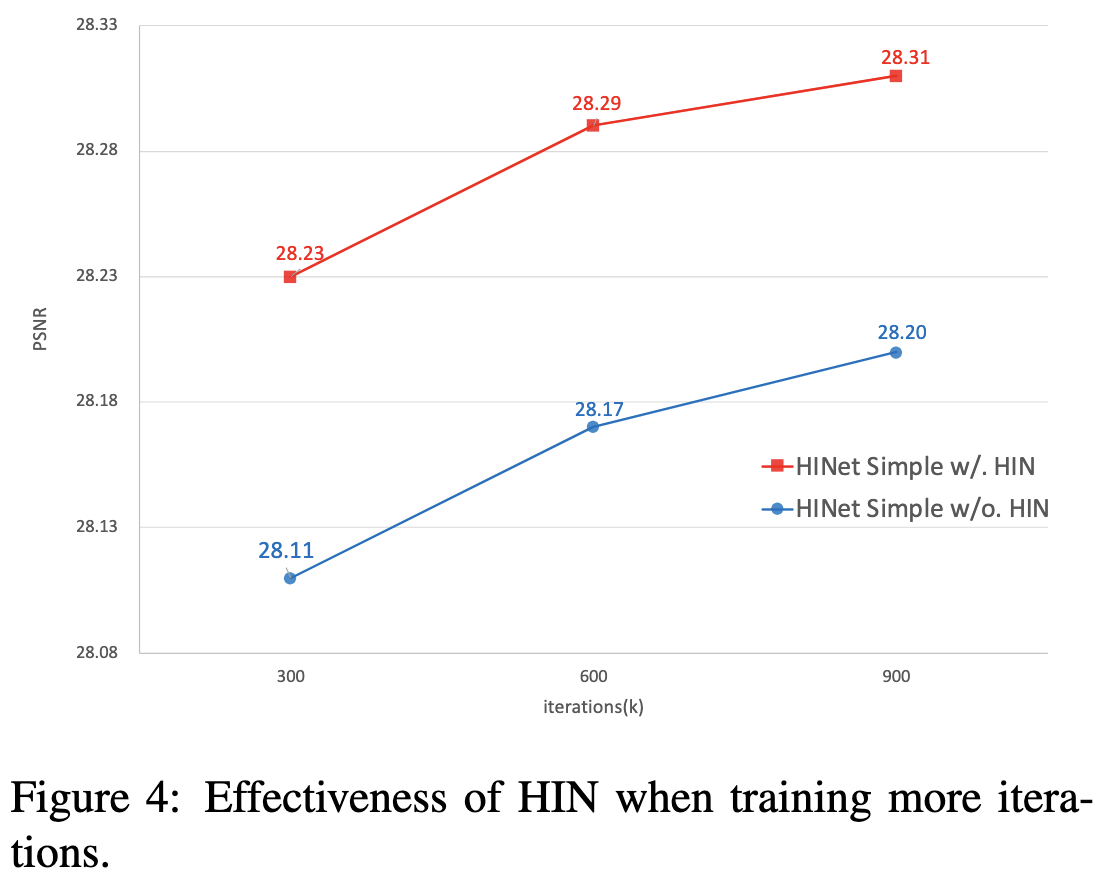 28.33
28.31
28.29
28.28
28.23
28.23
28.20
PSNR
28.18
28.17
HINet Simple w/. HIN
HINet Simple w/o. HIN
28.13
28.11
28.08
300 600 900
iterations(k)
Figure 4: Effectiveness of HIN when training more itera-
tions.